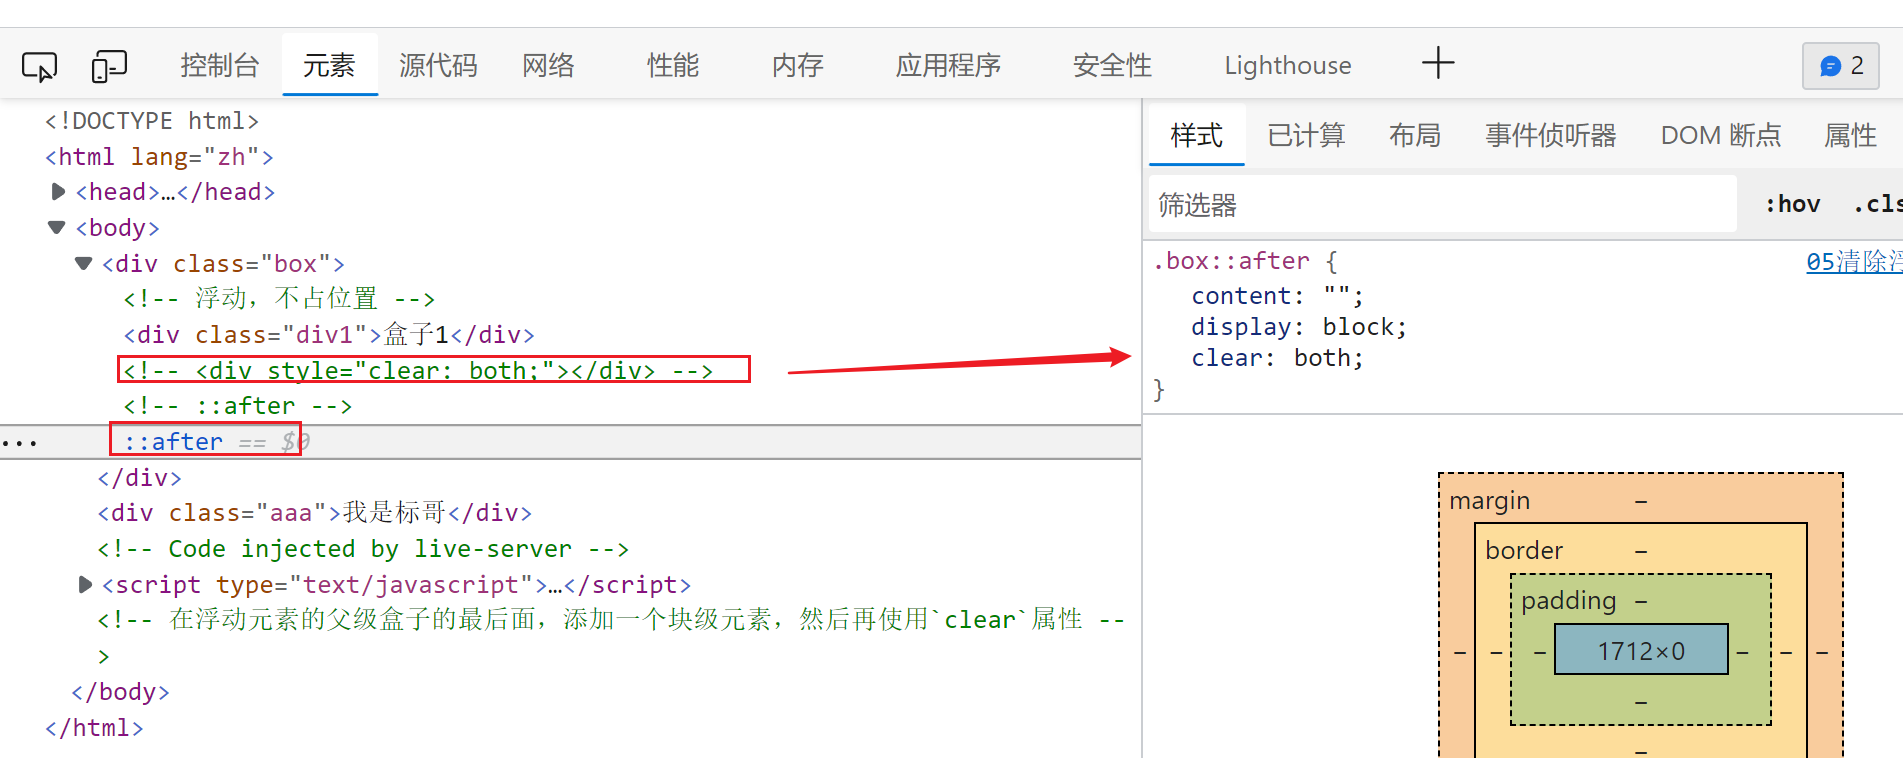 控制台 元素 源代码 网络 性能 内存 应用程序 安全性 Lighthouse 2
<!DOCTYPE html>
<html lang="zh">
<head>…</head>
<body>
<div class="box">
<!-- 浮动，不占位置 -->
<div class="div1">盒子1</div>
<!-- <div style="clear: both;"></div> -->
<!-- ::after -->
··· ::after == $0
</div>
<div class="aaa">我是标哥</div>
<!-- Code injected by live-server -->
<script type="text/javascript">…</script>
<!-- 在浮动元素的父级盒子的最后面，添加一个块级元素，然后再使用`clear`属性 --
>
</body>
</html>
样式 已计算 布局 事件侦听器 DOM 断点 属性
筛选器 :hov .cls
.box::after { 05清除浮
content: "";
display: block;
clear: both;
}
margin –
border –
padding –
– – – 1712×0 – – –
–
–